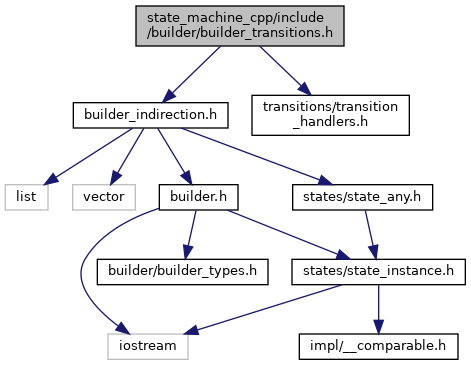 state_machine_cpp/include
/builder/builder_transitions.h
builder_indirection.h
transitions/transition
_handlers.h
list
vector
builder.h
states/state_any.h
builder/builder_types.h
states/state_instance.h
iostream
impl/__comparable.h